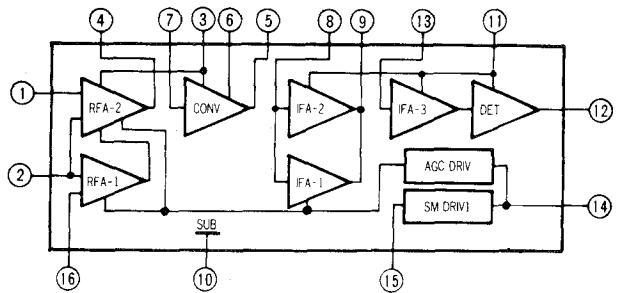 4 3 6 5 8 9 13 11
7
1 RFA-2 CONV IFA-2 IFA-3 DET 12
2 RFA-1 IFA-1 AGC DRIV
SM DRIVI 14
SUB
16 10 15